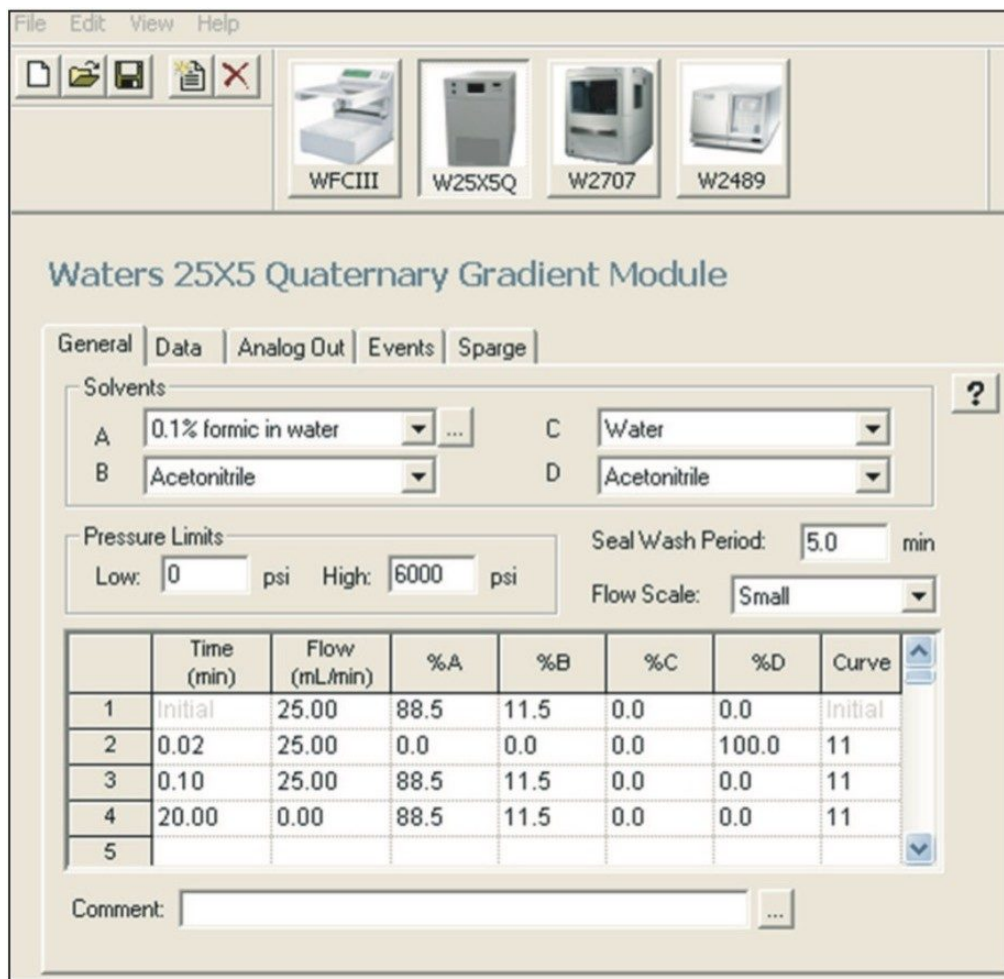 File Edit View Help
WFCIII W25X5Q W2707 W2489
Waters 25X5 Quaternary Gradient Module
General Data Analog Out Events Sparge
Solvents
?
A 0.1% formic in water ... C Water
B Acetonitrile D Acetonitrile
Pressure Limits
Low: 0 psi High: 6000 psi
Seal Wash Period: 5.0 min
Flow Scale: Small
Time (min) Flow (mL/min) %A %B %C %D Curve
1 Initial 25.00 88.5 11.5 0.0 0.0 Initial
2 0.02 25.00 0.0 0.0 0.0 100.0 11
3 0.10 25.00 88.5 11.5 0.0 0.0 11
4 20.00 0.00 88.5 11.5 0.0 0.0 11
5
Comment: ...